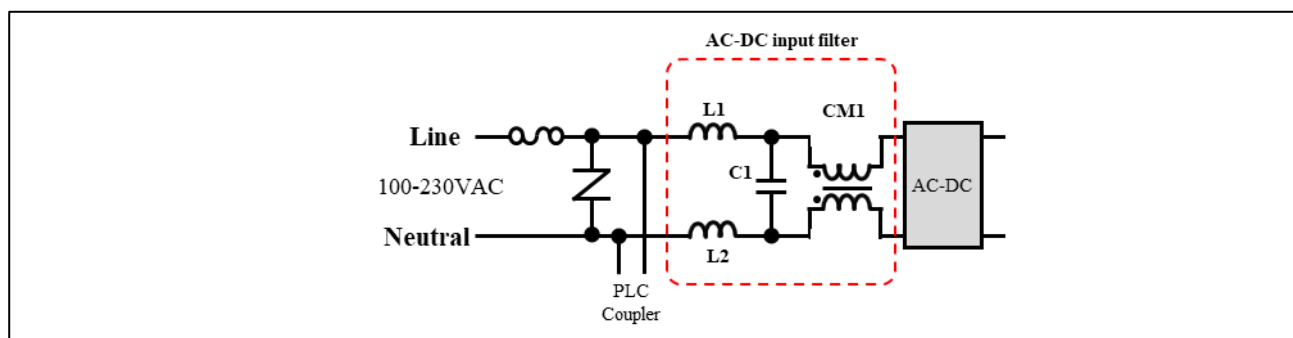 AC-DC input filter
L1
CM1
Line
C1
100-230VAC
AC-DC
Neutral
L2
PLC
Coupler